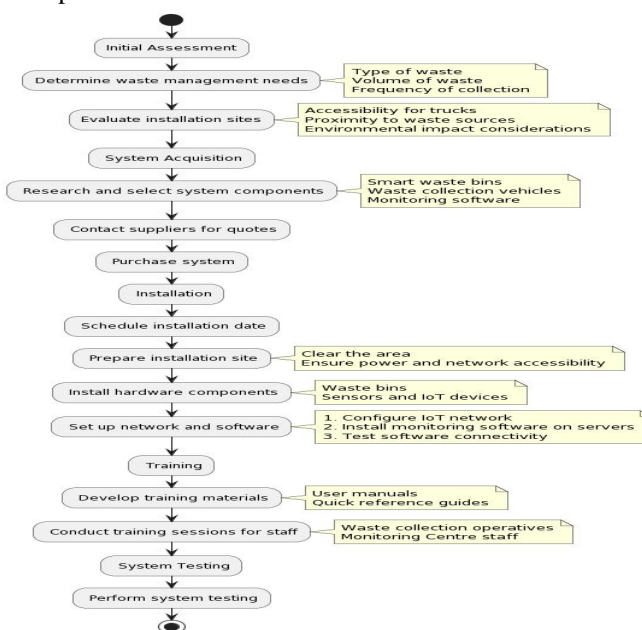 Initial Assessment
Determine waste management needs
Type of waste
Volume of waste
Frequency of collection
Evaluate installation sites
Accessibility for trucks
Proximity to waste sources
Environmental impact considerations
System Acquisition
Research and select system components
Smart waste bins
Waste collection vehicles
Monitoring software
Contact suppliers for quotes
Purchase system
Installation
Schedule installation date
Prepare installation site
Clear the area
Ensure power and network accessibility
Install hardware components
Waste bins
Sensors and IoT devices
Set up network and software
1. Configure IoT network
2. Install monitoring software on servers
3. Test software connectivity
Training
Develop training materials
User manuals
Quick reference guides
Conduct training sessions for staff
Waste collection operatives
Monitoring Centre staff
System Testing
Perform system testing